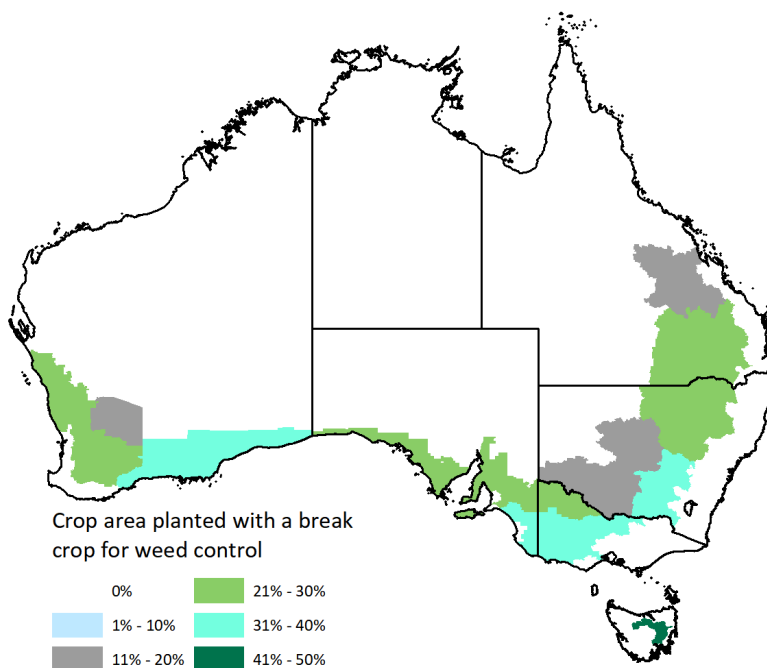 Crop area planted with a break
crop for weed control
0%
21% - 30%
1% - 10%
31% - 40%
11% - 20%
41% - 50%